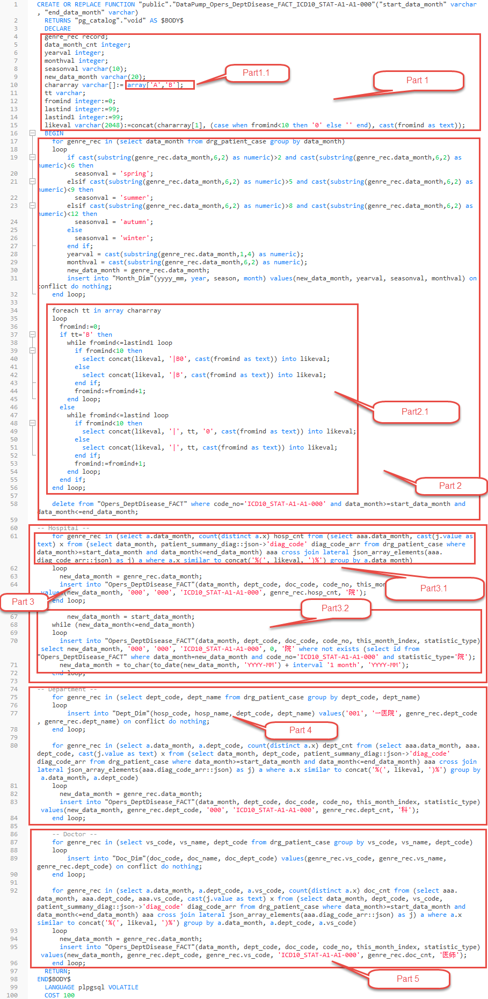 1 CREATE OR REPLACE FUNCTION "public"."DataPump_Opers_DeptDisease_FACT_ICD10_STAT-A1-A1-000"("start_data_month" varchar
, "end_data_month" varchar)
2 RETURNS "pg_catalog"."void" AS $BODY$
3 DECLARE
4 genre_rec record;
5 data_month_cnt integer;
6 yearval integer;
7 monthval integer;
8 seasonval varchar(10);
Part1.1
9 new_data_month varchar(20);
Part 1
10 chararray varchar[]:= array['A','B'];
11 tt varchar;
12 fromind integer:=0;
13 lastind integer:=99;
14 lastind1 integer:=99;
15 likeval varchar(2048):=concat(chararray[1], (case when fromind<10 then '0' else '' end), cast(fromind as text));
16 BEGIN
17 for genre_rec in (select data_month from drg_patient_case group by data_month)
18 loop
19 if cast(substring(genre_rec.data_month,6,2) as numeric)>2 and cast(substring(genre_rec.data_month,6,2) as
numeric)<6 then
20 seasonval = 'spring';
21 elsif cast(substring(genre_rec.data_month,6,2) as numeric)>5 and cast(substring(genre_rec.data_month,6,2) as
numeric)<9 then
22 seasonval = 'summer';
23 elsif cast(substring(genre_rec.data_month,6,2) as numeric)>8 and cast(substring(genre_rec.data_month,6,2) as
numeric)<12 then
24 seasonval = 'autumn';
25 else
26 seasonval = 'winter';
27 end if;
28 yearval = cast(substring(genre_rec.data_month,1,4) as numeric);
29 monthval = cast(substring(genre_rec.data_month,6,2) as numeric);
30 new_data_month = genre_rec.data_month;
31 insert into "Month_Dim"(yyyy_mm, year, season, month) values(new_data_month, yearval, seasonval, monthval) on
conflict do nothing;
32 end loop;
33
34 foreach tt in array chararray
35 loop
36 fromind:=0;
37 if tt='B' then
38 while fromind<=lastind1 loop
39 if fromind<10 then
40 select concat(likeval, '|B0', cast(fromind as text)) into likeval;
41 else
42 select concat(likeval, '|B', cast(fromind as text)) into likeval;
43 end if;
44 fromind:=fromind+1;
45 end loop;
46 else
Part2.1
47 while fromind<=lastind loop
48 if fromind<10 then
49 select concat(likeval, '|', tt, '0', cast(fromind as text)) into likeval;
50 else
51 select concat(likeval, '|', tt, cast(fromind as text)) into likeval;
52 end if;
53 fromind:=fromind+1;
54 end loop;
55 end if;
56 end loop;
Part 2
57
58 delete from "Opers_DeptDisease_FACT" where code_no='ICD10_STAT-A1-A1-000' and data_month>=start_data_month and
data_month<=end_data_month;
59
60 -- Hospital --
61 for genre_rec in (select a.data_month, count(distinct a.x) hosp_cnt from (select aaa.data_month, cast(j.value as
text) x from (select data_month, patient_summany_diag::json->'diag_code' diag_code_arr from drg_patient_case where
data_month>=start_data_month and data_month<=end_data_month) aaa cross join lateral json_array_elements(aaa.
diag_code_arr::json) as j) a where a.x similar to concat('%(', likeval, ')%') group by a.data_month)
62 loop
63 new_data_month = genre_rec.data_month;
64 insert into "Opers_DeptDisease_FACT"(data_month, dept_code, doc_code, code_no, this_mon
Part3.1
values(new_data_month, '000', '000', 'ICD10_STAT-A1-A1-000', genre_rec.hosp_cnt, '院');
Part 3
end loop;
Part3.2
67 new_data_month = start_data_month;
68 while (new_data_month<=end_data_month)
69 loop
70 insert into "Opers_DeptDisease_FACT"(data_month, dept_code, doc_code, code_no, this_month_index, statistic_type)
select new_data_month, '000', '000', 'ICD10_STAT-A1-A1-000', 0, '院' where not exists (select id from
"Opers_DeptDisease_FACT" where data_month=new_data_month and code_no='ICD10_STAT-A1-A1-000' and statistic_type='院');
71 new_data_month = to_char(to_date(new_data_month, 'YYYY-MM') + interval '1 month', 'YYYY-MM');
72 end loop;
73
74 -- Department --
75 for genre_rec in (select dept_code, dept_name from drg_patient_case group by dept_code, dept_name)
76 loop
77 insert into "Dept_Dim"(hosp_code, hosp_name, dept_code, dept_name) values('001', '一医院', genre_rec.dept_code
, genre_rec.dept_name) on conflict do nothing;
78 end loop;
Part 4
79
80 for genre_rec in (select a.data_month, a.dept_code, count(distinct a.x) dept_cnt from (select aaa.data_month, aaa.
dept_code, cast(j.value as text) x from (select data_month, dept_code, patient_summany_diag::json->'diag_code'
diag_code_arr from drg_patient_case where data_month>=start_data_month and data_month<=end_data_month) aaa cross join
lateral json_array_elements(aaa.diag_code_arr::json) as j) a where a.x similar to concat('%(', likeval, ')%') group by
a.data_month, a.dept_code)
81 loop
82 new_data_month = genre_rec.data_month;
83 insert into "Opers_DeptDisease_FACT"(data_month, dept_code, doc_code, code_no, this_month_index, statistic_type)
values(new_data_month, genre_rec.dept_code, '000', 'ICD10_STAT-A1-A1-000', genre_rec.dept_cnt, '科');
84 end loop;
85
86 -- Doctor --
87 for genre_rec in (select vs_code, vs_name, dept_code from drg_patient_case group by vs_code, vs_name, dept_code)
88 loop
89 insert into "Doc_Dim"(doc_code, doc_name, doc_dept_code) values(genre_rec.vs_code, genre_rec.vs_name,
genre_rec.dept_code) on conflict do nothing;
90 end loop;
91
92 for genre_rec in (select a.data_month, a.dept_code, a.vs_code, count(distinct a.x) doc_cnt from (select aaa.
data_month, aaa.dept_code, aaa.vs_code, cast(j.value as text) x from (select data_month, dept_code, vs_code,
patient_summany_diag::json->'diag_code' diag_code_arr from drg_patient_case where data_month>=start_data_month and
data_month<=end_data_month) aaa cross join lateral json_array_elements(aaa.diag_code_arr::json) as j) a where a.x
similar to concat('%(', likeval, ')%') group by a.data_month, a.dept_code, a.vs_code)
93 loop
94 new_data_month = genre_rec.data_month;
95 insert into "Opers_DeptDisease_FACT"(data_month, dept_code, doc_code, code_no, this_month_index, statistic_type)
values(new_data_month, genre_rec.dept_code, genre_rec.vs_code, 'ICD10_STAT-A1-A1-000', genre_rec.doc_cnt, '医师');
96 end loop;
97 RETURN;
98 END$BODY$
Part 5
99 LANGUAGE plpgsql VOLATILE
100 COST 100